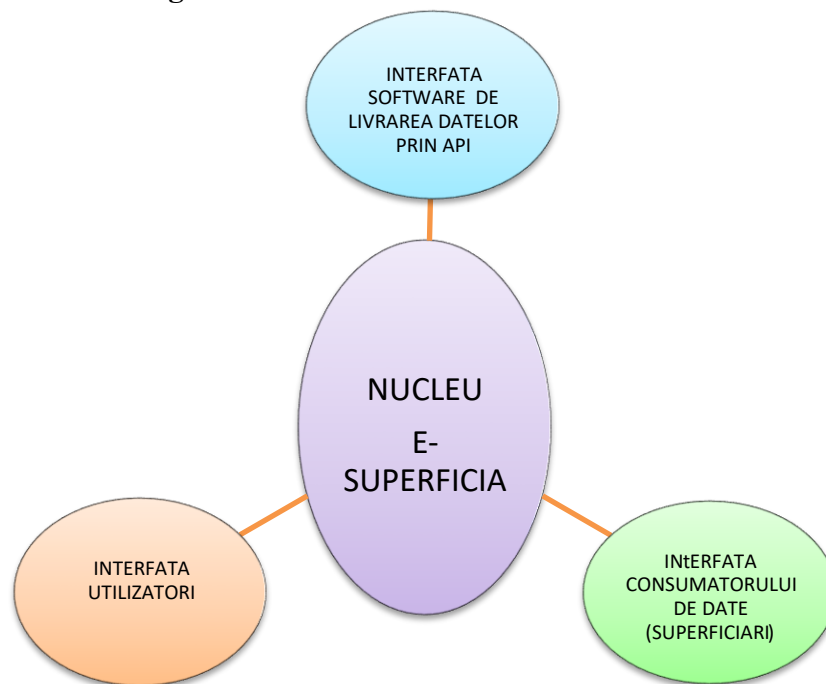 INTERFATA
SOFTWARE  DE
LIVRAREA DATELOR
PRIN API
NUCLEU
E-
SUPERFICIA
INTERFATA
UTILIZATORI
INtERFATA
CONSUMATORULUI
DE DATE
(SUPERFICIARI)